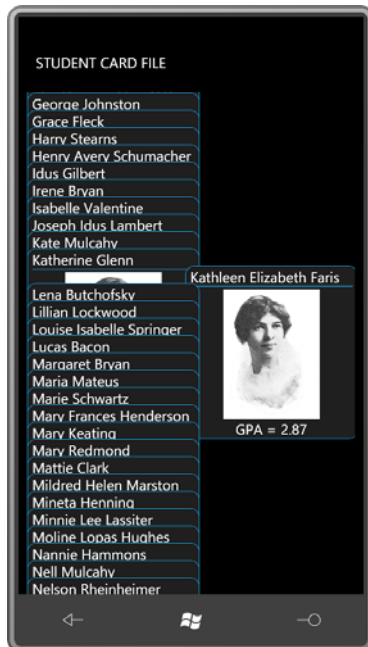 STUDENT CARD FILE
George Johnston
Grace Fleck
Harry Stearns
Henry Avery Schumacher
Idus Gilbert
Irene Bryan
Isabelle Valentine
Joseph Idus Lambert
Kate Mulcahy
Katherine Glenn
Kathleen Elizabeth Faris
GPA = 2.87
Lena Butchofsky
Lillian Lockwood
Louise Isabelle Springer
Lucas Bacon
Margaret Bryan
Maria Mateus
Marie Schwartz
Mary Frances Henderson
Mary Keating
Mary Redmond
Mattie Clark
Mildred Helen Marston
Mineta Henning
Minnie Lee Lassiter
Moline Lopas Hughes
Nannie Hammons
Nell Mulcahy
Nelson Rheinheimer